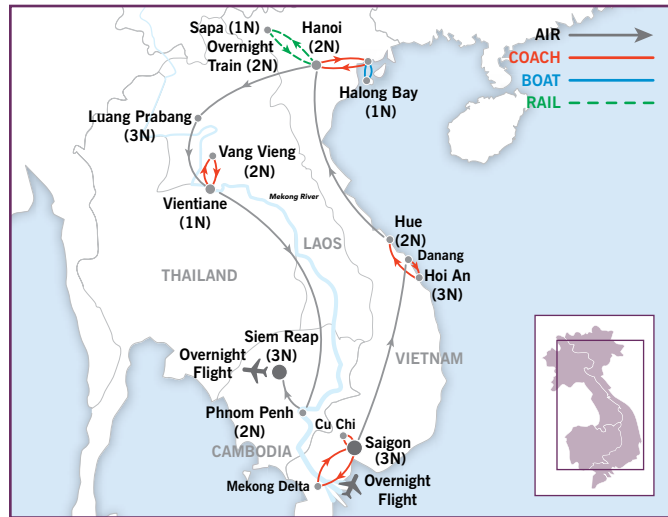 Sapa (1N)
Overnight
Train (2N)
Hanoi
(2N)
AIR
COACH
BOAT
RAIL
Halong Bay
(1N)
Luang Prabang
(3N)
Vang Vieng
(2N)
Vientiane
(1N)
Mekong River
LAOS
THAILAND
Hue
(2N)
Danang
Hoi An
(3N)
Siem Reap
(3N)
Overnight
Flight
VIETNAM
Phnom Penh
(2N)
CAMBODIA
Cu Chi
Saigon
(3N)
Mekong Delta
Overnight
Flight